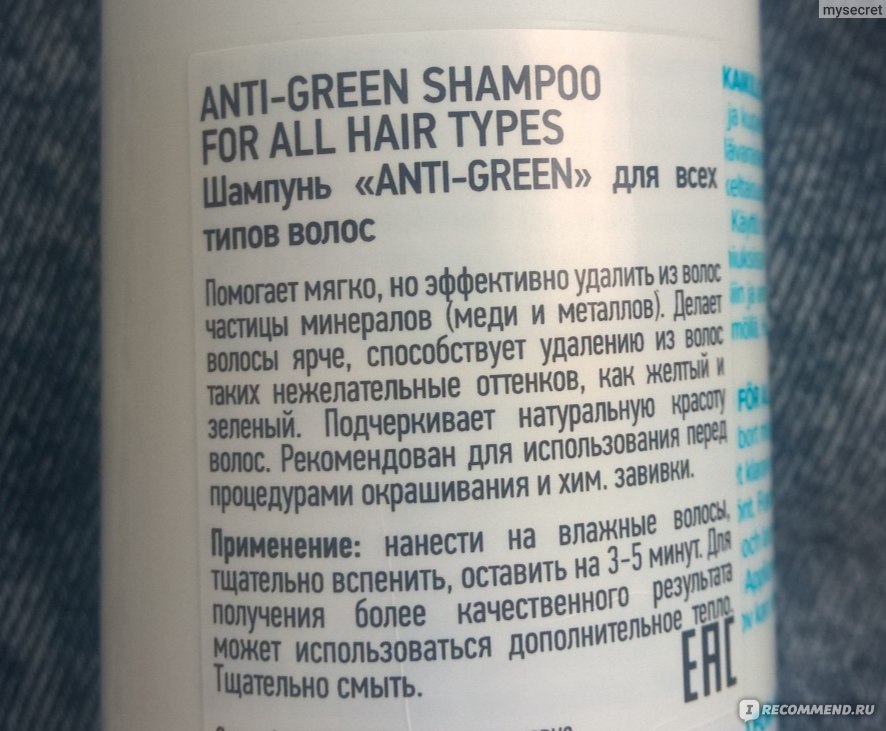 mysecret
ANTI-GREEN SHAMPOO
FOR ALL HAIR TYPES
Шампунь «ANTI-GREEN» для всех
типов волос
Помогает мягко, но эффективно удалить из волос
частицы минералов (меди и металлов). Делает
волосы ярче, способствует удалению из волос
таких нежелательные оттенков, как желтый и
зеленый. Подчеркивает натуральную красоту
волос. Рекомендован для использования перед
процедурами окрашивания и хим. завивки.
Применение: нанести на влажные волосы,
тщательно вспенить, оставить на 3-5 минут. Для
получения более качественного результата
может использоваться дополнительное тепло.
Тщательно смыть.
EAC
ja
FÖR
och
IRECOMMEND.RU